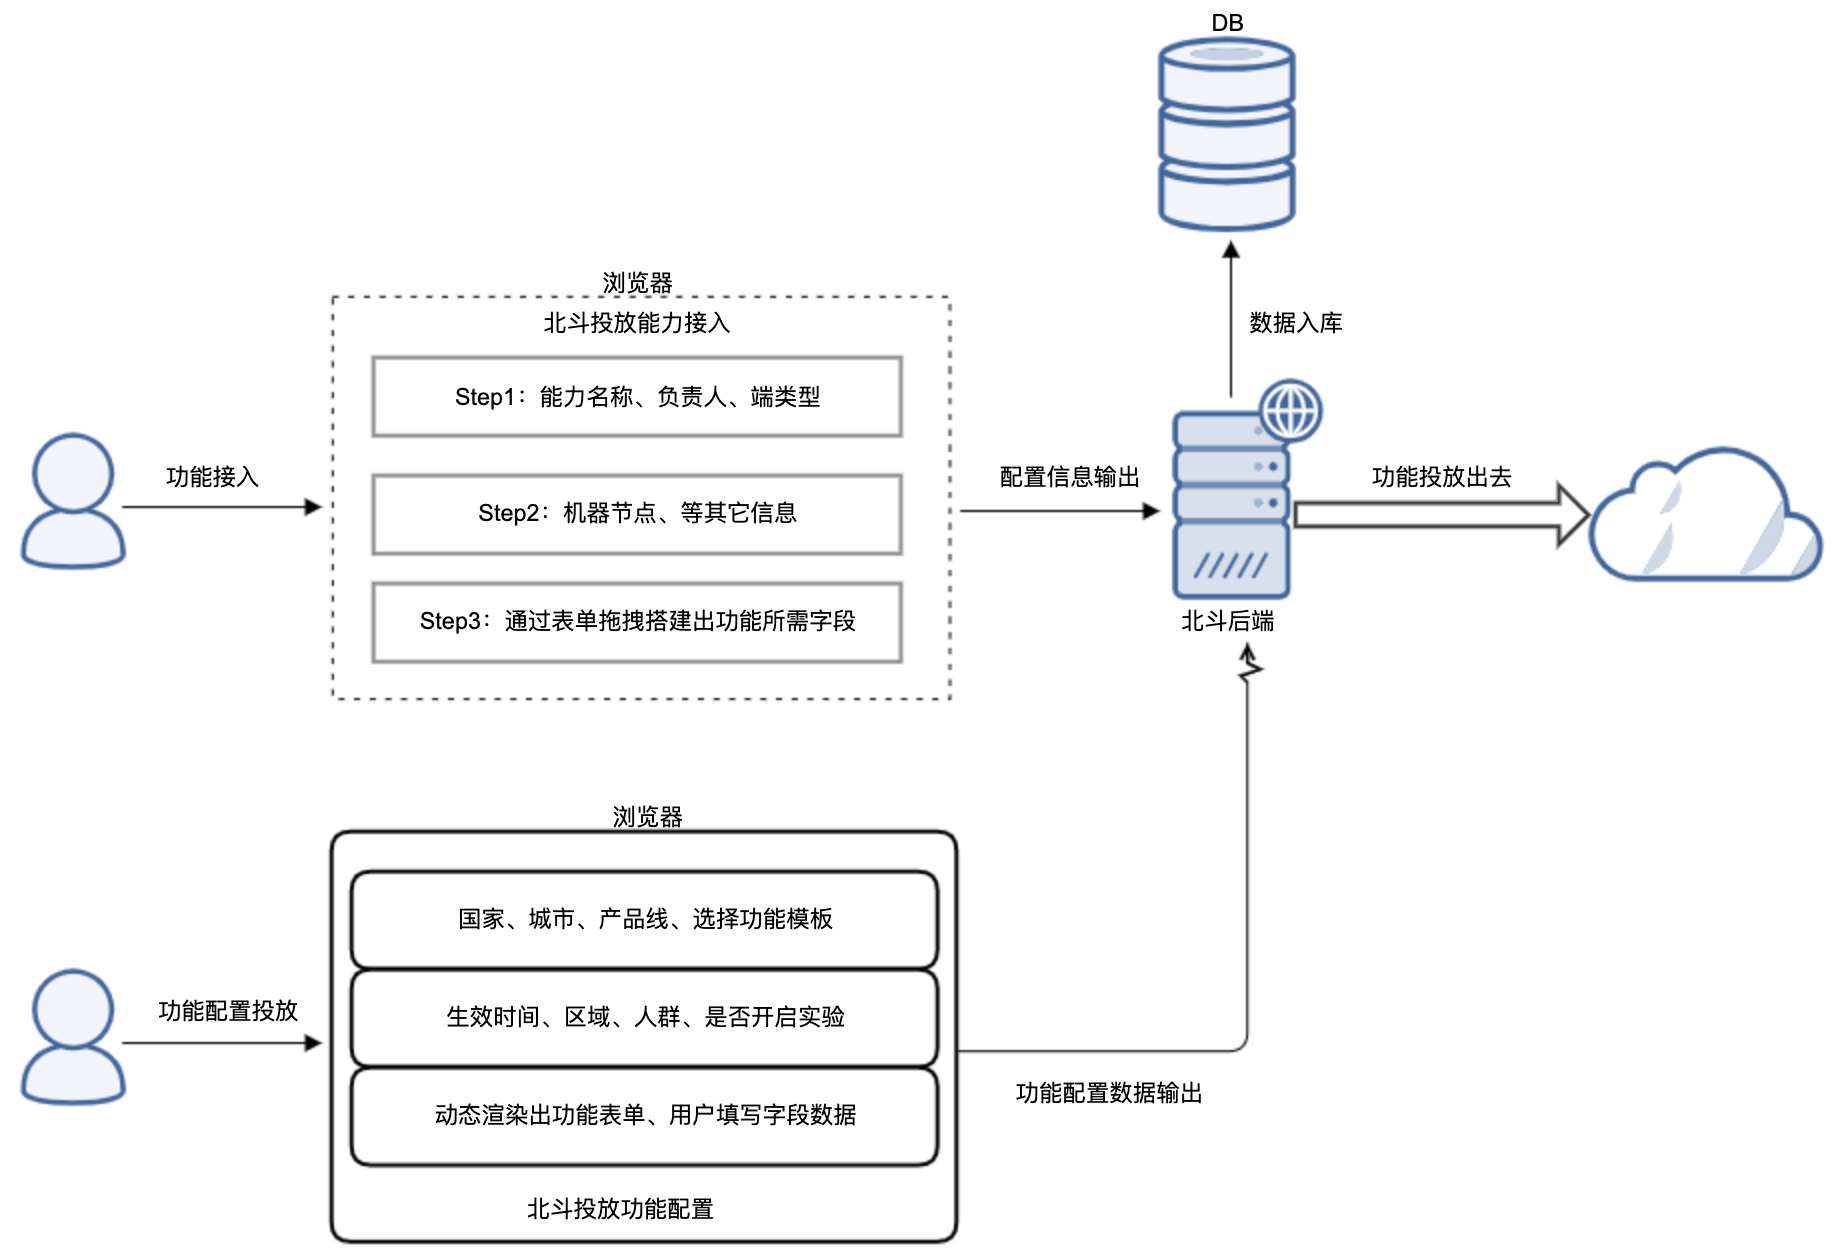 DB
浏览器
北斗投放能力接入
数据入库
Step1：能力名称、负责人、端类型
功能接入
配置信息输出
功能投放出去
Step2：机器节点、等其它信息
Step3：通过表单拖拽搭建出功能所需字段
北斗后端
浏览器
国家、城市、产品线、选择功能模板
功能配置投放
生效时间、区域、人群、是否开启实验
功能配置数据输出
动态渲染出功能表单、用户填写字段数据
北斗投放功能配置